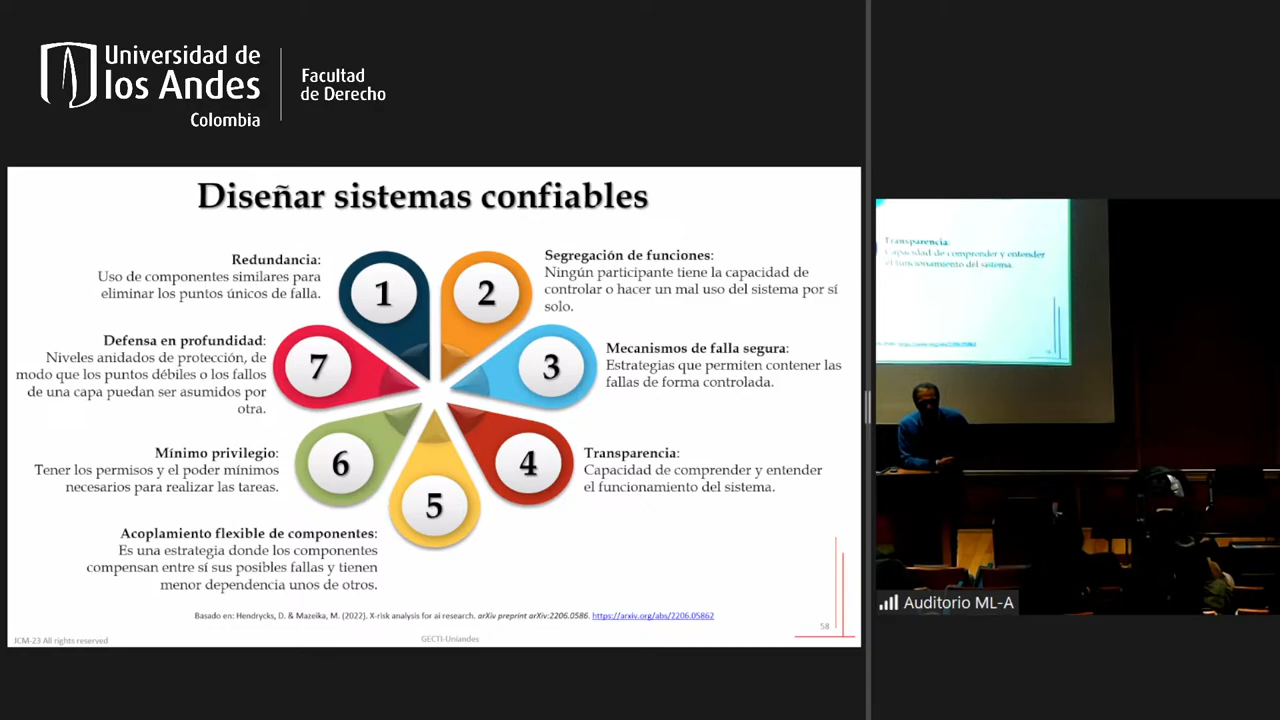 Universidad de
los Andes
Colombia
Facultad
de Derecho
Diseñar sistemas confiables
Redundancia:
Uso de componentes similares para
eliminar los puntos únicos de falla.
1
2
Segregación de funciones:
Ningún participante tiene la capacidad de
controlar o hacer un mal uso del sistema por sí
solo.
Defensa en profundidad:
Niveles anidados de protección, de
modo que los puntos débiles o los fallos
de una capa puedan ser asumidos por
otra.
7
3
Mecanismos de falla segura:
Estrategias que permiten contener las
fallas de forma controlada.
Mínimo privilegio:
Tener los permisos y el poder mínimos
necesarios para realizar las tareas.
6
4
Transparencia:
Capacidad de comprender y entender
el funcionamiento del sistema.
5
Acoplamiento flexible de componentes:
Es una estrategia donde los componentes
compensan entre sí sus posibles fallas y tienen
menor dependencia unos de otros.
Basado en: Hendrycks, D. & Mazeika, M. (2022). X-risk analysis for ai research. arXiv preprint arXiv:2206.0586. https://arxiv.org/abs/2206.05862
JCM-23 All rights reserved
GECTI-Uniandes
58
Transparencia:
Capacidad de comprender y entender
el funcionamiento del sistema.
Auditorio ML-A